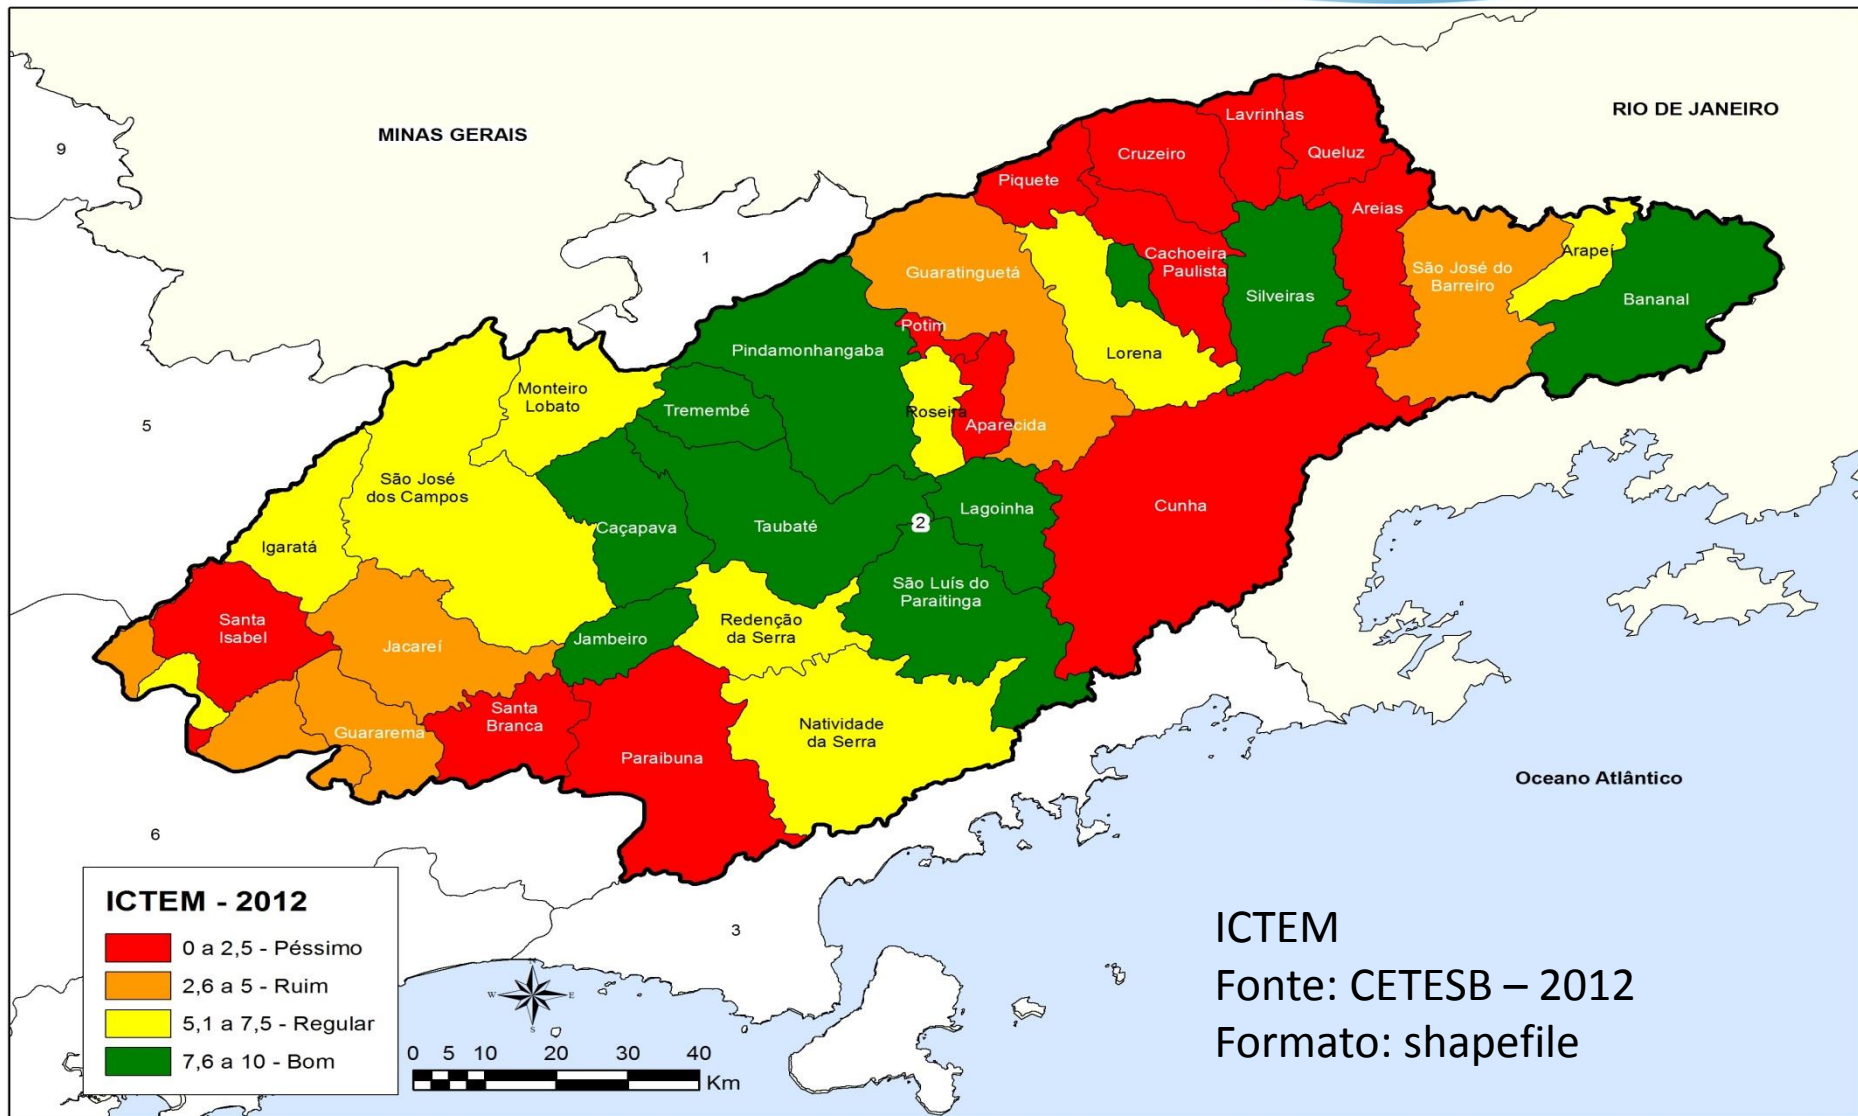 MINAS GERAIS
RIO DE JANEIRO
9
1
5
Lavrinhas
Cruzeiro
Queluz
Piquete
Areias
Cachoeira
Paulista
Guaratinguetá
São José do
Barreiro
Arapeí
Silveiras
Bananal
Potim
Pindamonhangaba
Lorena
Monteiro
Lobato
Tremembé
Roseira
Aparecida
São José
dos Campos
Caçapava
Taubaté
2
Lagoinha
Cunha
Igaratá
São Luís do
Paraitinga
Santa
Isabel
Jacareí
Jambeiro
Redenção
da Serra
Santa
Branca
Guararema
Paraibuna
Natividade
da Serra
Oceano Atlântico
6
3
ICTEM - 2012
0 a 2,5 - Péssimo
2,6 a 5 - Ruim
5,1 a 7,5 - Regular
7,6 a 10 - Bom
N
W E
S
0 5 10 20 30 40
Km
ICTEM
Fonte: CETESB – 2012
Formato: shapefile